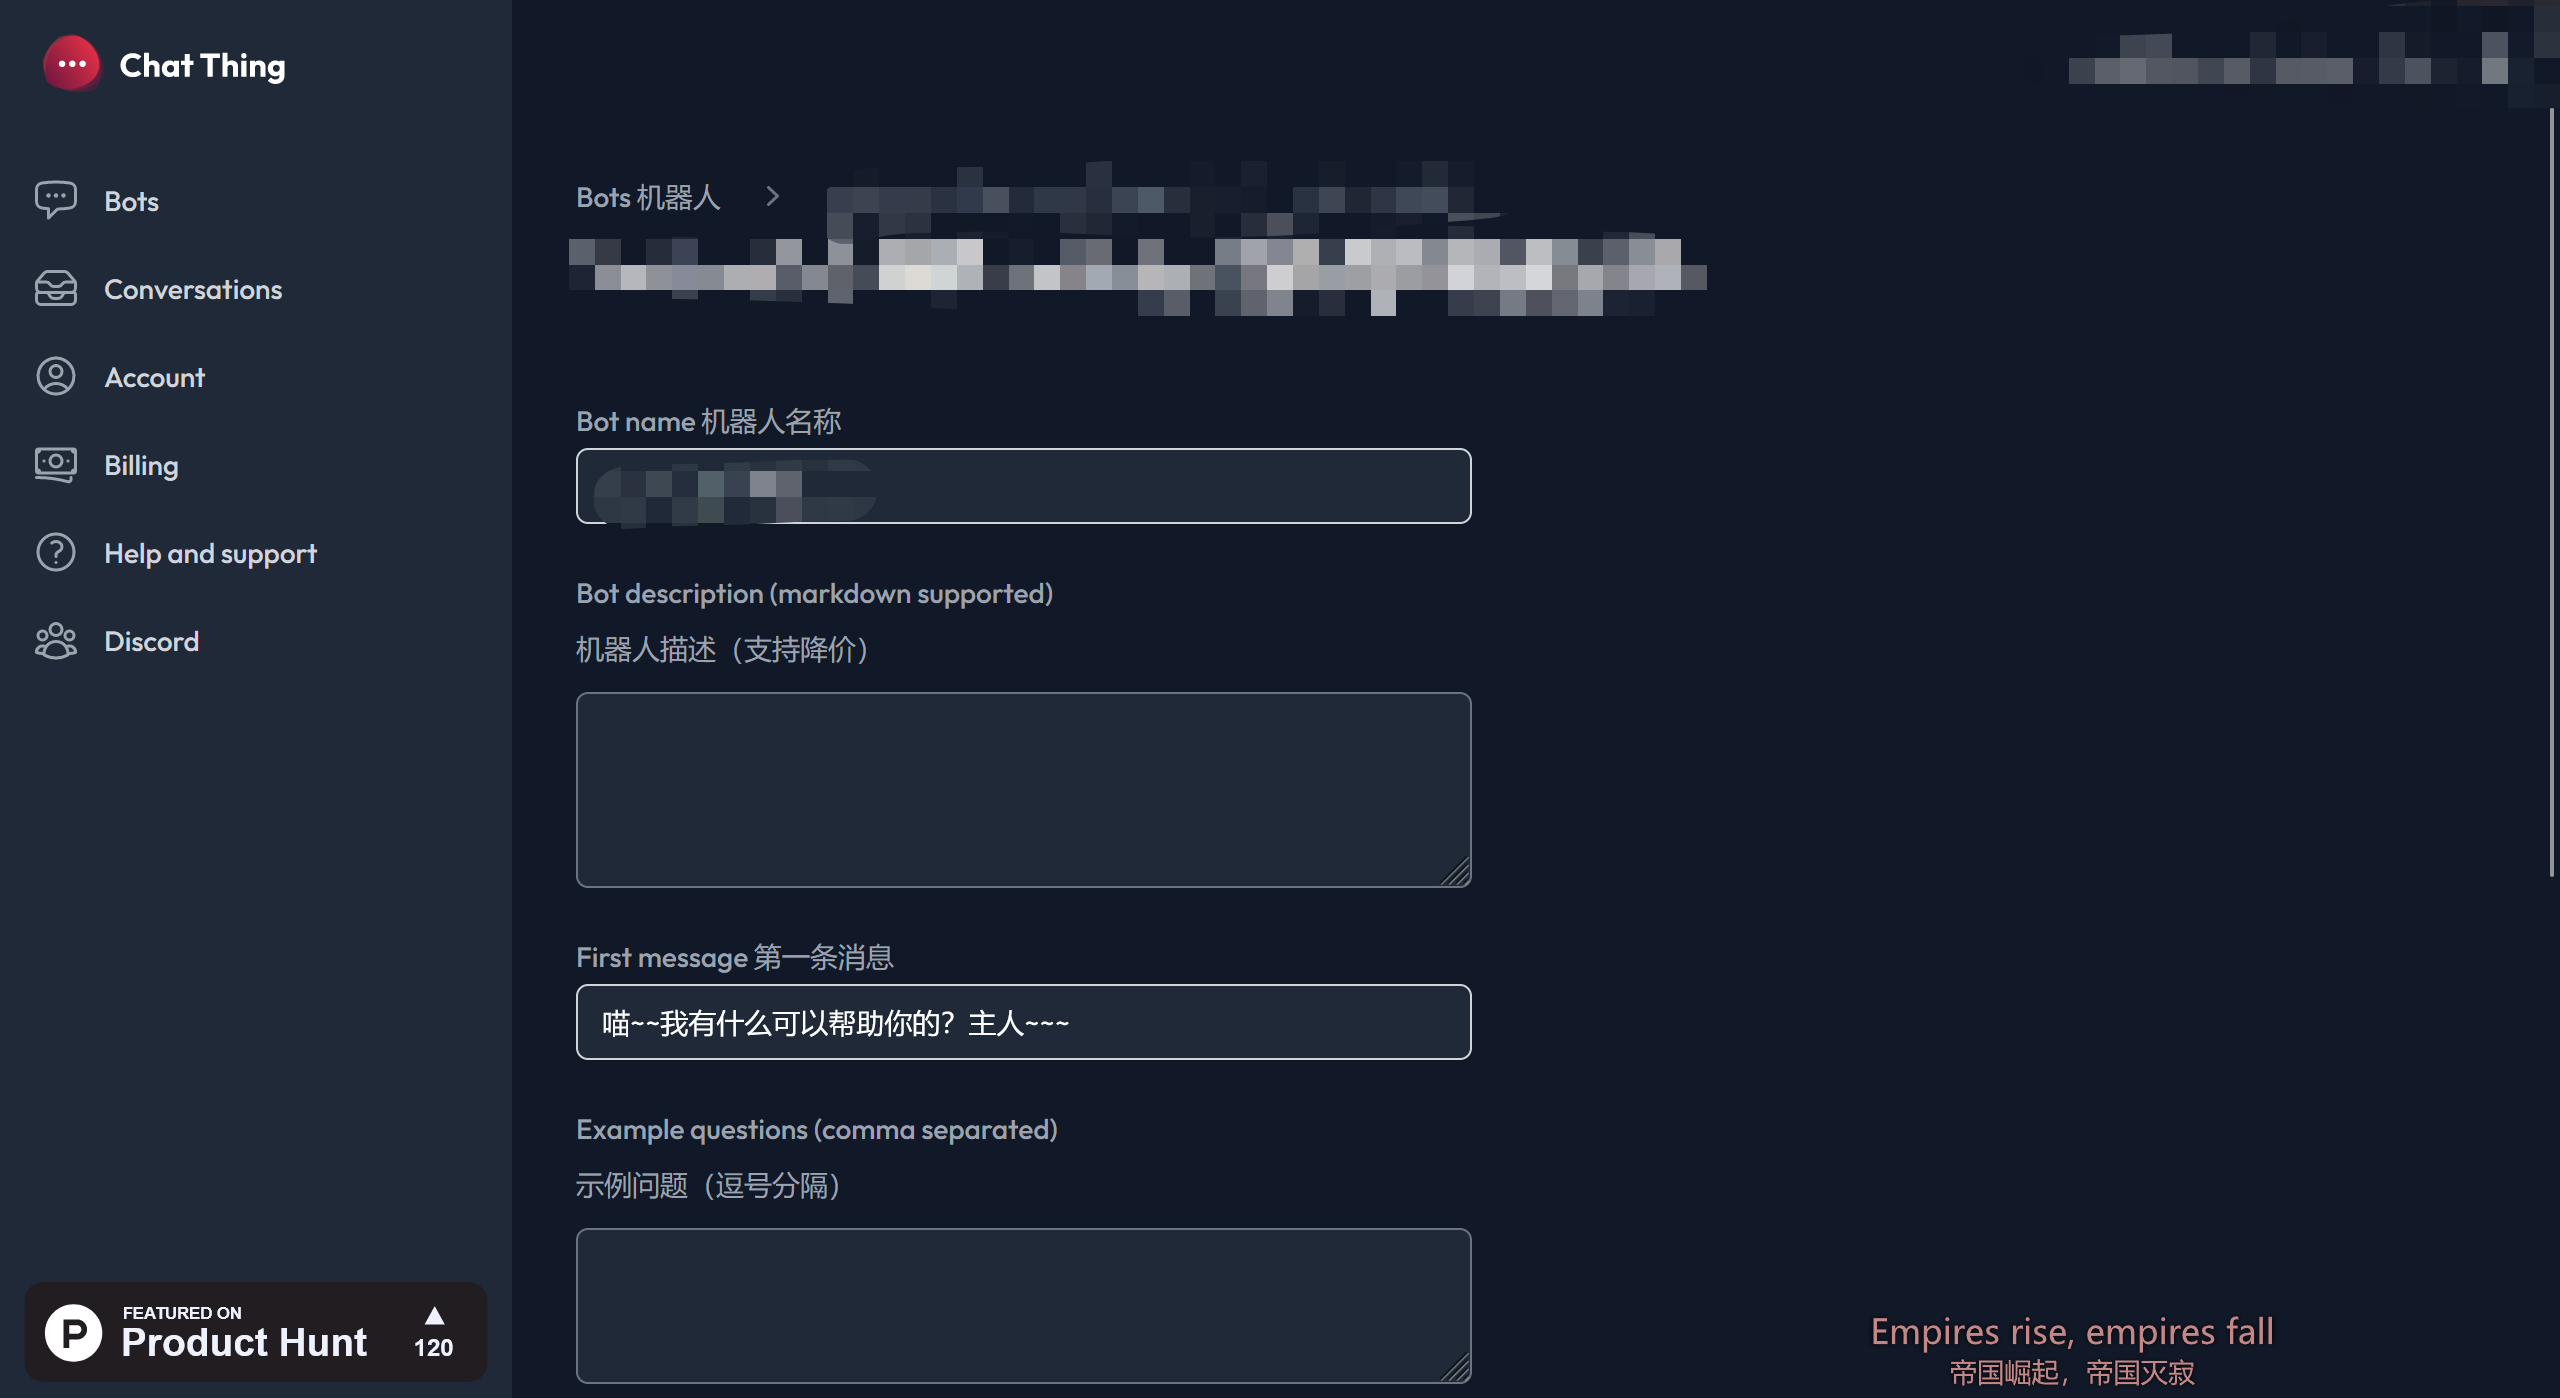 Chat Thing
Bots
Conversations
Account
Billing
Help and support
Discord
FEATURED ON
Product Hunt
120
Bots 机器人
Bot name 机器人名称
Bot description (markdown supported)
机器人描述（支持降价）
First message 第一条消息
喵~~我有什么可以帮助你的？主人~~~
Example questions (comma separated)
示例问题（逗号分隔）
Empires rise, empires fall
帝国崛起，帝国灭寂